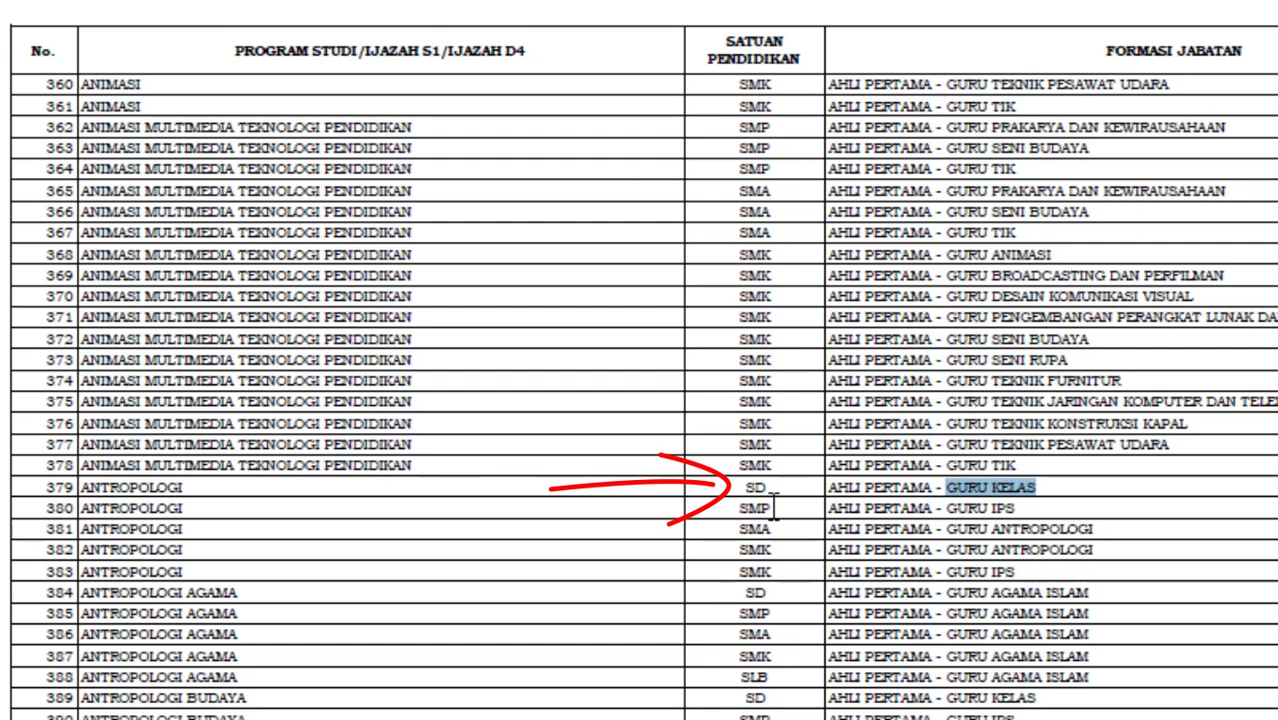 No. PROGRAM STUDI/IJAZAH S1/IJAZAH D4 SATUAN PENDIDIKAN FORMASI JABATAN
360 ANIMASI SMK AHLI PERTAMA - GURU TEKNIK PESAWAT UDARA
361 ANIMASI SMK AHLI PERTAMA - GURU TIK
362 ANIMASI MULTIMEDIA TEKNOLOGI PENDIDIKAN SMP AHLI PERTAMA - GURU PRAKARYA DAN KEWIRAUSAHAAN
363 ANIMASI MULTIMEDIA TEKNOLOGI PENDIDIKAN SMP AHLI PERTAMA - GURU SENI BUDAYA
364 ANIMASI MULTIMEDIA TEKNOLOGI PENDIDIKAN SMP AHLI PERTAMA - GURU TIK
365 ANIMASI MULTIMEDIA TEKNOLOGI PENDIDIKAN SMA AHLI PERTAMA - GURU PRAKARYA DAN KEWIRAUSAHAAN
366 ANIMASI MULTIMEDIA TEKNOLOGI PENDIDIKAN SMA AHLI PERTAMA - GURU SENI BUDAYA
367 ANIMASI MULTIMEDIA TEKNOLOGI PENDIDIKAN SMA AHLI PERTAMA - GURU TIK
368 ANIMASI MULTIMEDIA TEKNOLOGI PENDIDIKAN SMK AHLI PERTAMA - GURU ANIMASI
369 ANIMASI MULTIMEDIA TEKNOLOGI PENDIDIKAN SMK AHLI PERTAMA - GURU BROADCASTING DAN PERFILMAN
370 ANIMASI MULTIMEDIA TEKNOLOGI PENDIDIKAN SMK AHLI PERTAMA - GURU DESAIN KOMUNIKASI VISUAL
371 ANIMASI MULTIMEDIA TEKNOLOGI PENDIDIKAN SMK AHLI PERTAMA - GURU PENGEMBANGAN PERANGKAT LUNAK DA
372 ANIMASI MULTIMEDIA TEKNOLOGI PENDIDIKAN SMK AHLI PERTAMA - GURU SENI BUDAYA
373 ANIMASI MULTIMEDIA TEKNOLOGI PENDIDIKAN SMK AHLI PERTAMA - GURU SENI RUPA
374 ANIMASI MULTIMEDIA TEKNOLOGI PENDIDIKAN SMK AHLI PERTAMA - GURU TEKNIK FURNITUR
375 ANIMASI MULTIMEDIA TEKNOLOGI PENDIDIKAN SMK AHLI PERTAMA - GURU TEKNIK JARINGAN KOMPUTER DAN TELE
376 ANIMASI MULTIMEDIA TEKNOLOGI PENDIDIKAN SMK AHLI PERTAMA - GURU TEKNIK KONSTRUKSI KAPAL
377 ANIMASI MULTIMEDIA TEKNOLOGI PENDIDIKAN SMK AHLI PERTAMA - GURU TEKNIK PESAWAT UDARA
378 ANIMASI MULTIMEDIA TEKNOLOGI PENDIDIKAN SMK AHLI PERTAMA - GURU TIK
379 ANTROPOLOGI SD AHLI PERTAMA - GURU KELAS
380 ANTROPOLOGI SMP AHLI PERTAMA - GURU IPS
381 ANTROPOLOGI SMA AHLI PERTAMA - GURU ANTROPOLOGI
382 ANTROPOLOGI SMK AHLI PERTAMA - GURU ANTROPOLOGI
383 ANTROPOLOGI SMK AHLI PERTAMA - GURU IPS
384 ANTROPOLOGI AGAMA SD AHLI PERTAMA - GURU AGAMA ISLAM
385 ANTROPOLOGI AGAMA SMP AHLI PERTAMA - GURU AGAMA ISLAM
386 ANTROPOLOGI AGAMA SMA AHLI PERTAMA - GURU AGAMA ISLAM
387 ANTROPOLOGI AGAMA SMK AHLI PERTAMA - GURU AGAMA ISLAM
388 ANTROPOLOGI AGAMA SLB AHLI PERTAMA - GURU AGAMA ISLAM
389 ANTROPOLOGI BUDAYA SD AHLI PERTAMA - GURU KELAS
390 ANTROPOLOGI BUDAYA SMP AHLI PERTAMA - GURU IPS